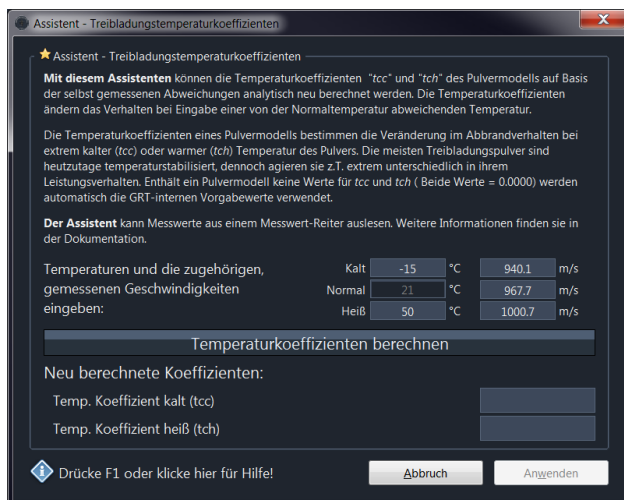 Assistent - Treibladungstemperaturkoeffizienten
Assistent - Treibladungstemperaturkoeffizienten
Mit diesem Assistenten können die Temperaturkoeffizienten "tcc" und "tch" des Pulvermodells auf Basis
der selbst gemessenen Abweichungen analytisch neu berechnet werden. Die Temperaturkoeffizienten
ändern das Verhalten bei Eingabe einer von der Normaltemperatur abweichenden Temperatur.
Die Temperaturkoeffizienten eines Pulvermodells bestimmen die Veränderung im Abbrandverhalten bei
extrem kalter (tcc) oder warmer (tch) Temperatur des Pulvers. Die meisten Treibladungspulver sind
heutzutage temperaturstabilisiert, dennoch agieren sie z.T. extrem unterschiedlich in ihrem
Leistungsverhalten. Enthält ein Pulvermodell keine Werte für tcc und tch ( Beide Werte = 0.0000) werden
automatisch die GRT-internen Vorgabewerte verwendet.
Der Assistent kann Messwerte aus einem Messwert-Reiter auslesen. Weitere Informationen finden sie in
der Dokumentation.
Temperaturen und die zugehörigen,
gemessenen Geschwindigkeiten
eingeben:
Kalt -15 °C 940.1 m/s
Normal 21 °C 967.7 m/s
Heiß 50 °C 1000.7 m/s
Temperaturkoeffizienten berechnen
Neu berechnete Koeffizienten:
Temp. Koeffizient kalt (tcc)
Temp. Koeffizient heiß (tch)
Drücke F1 oder klicke hier für Hilfe!
Abbruch
Anwenden